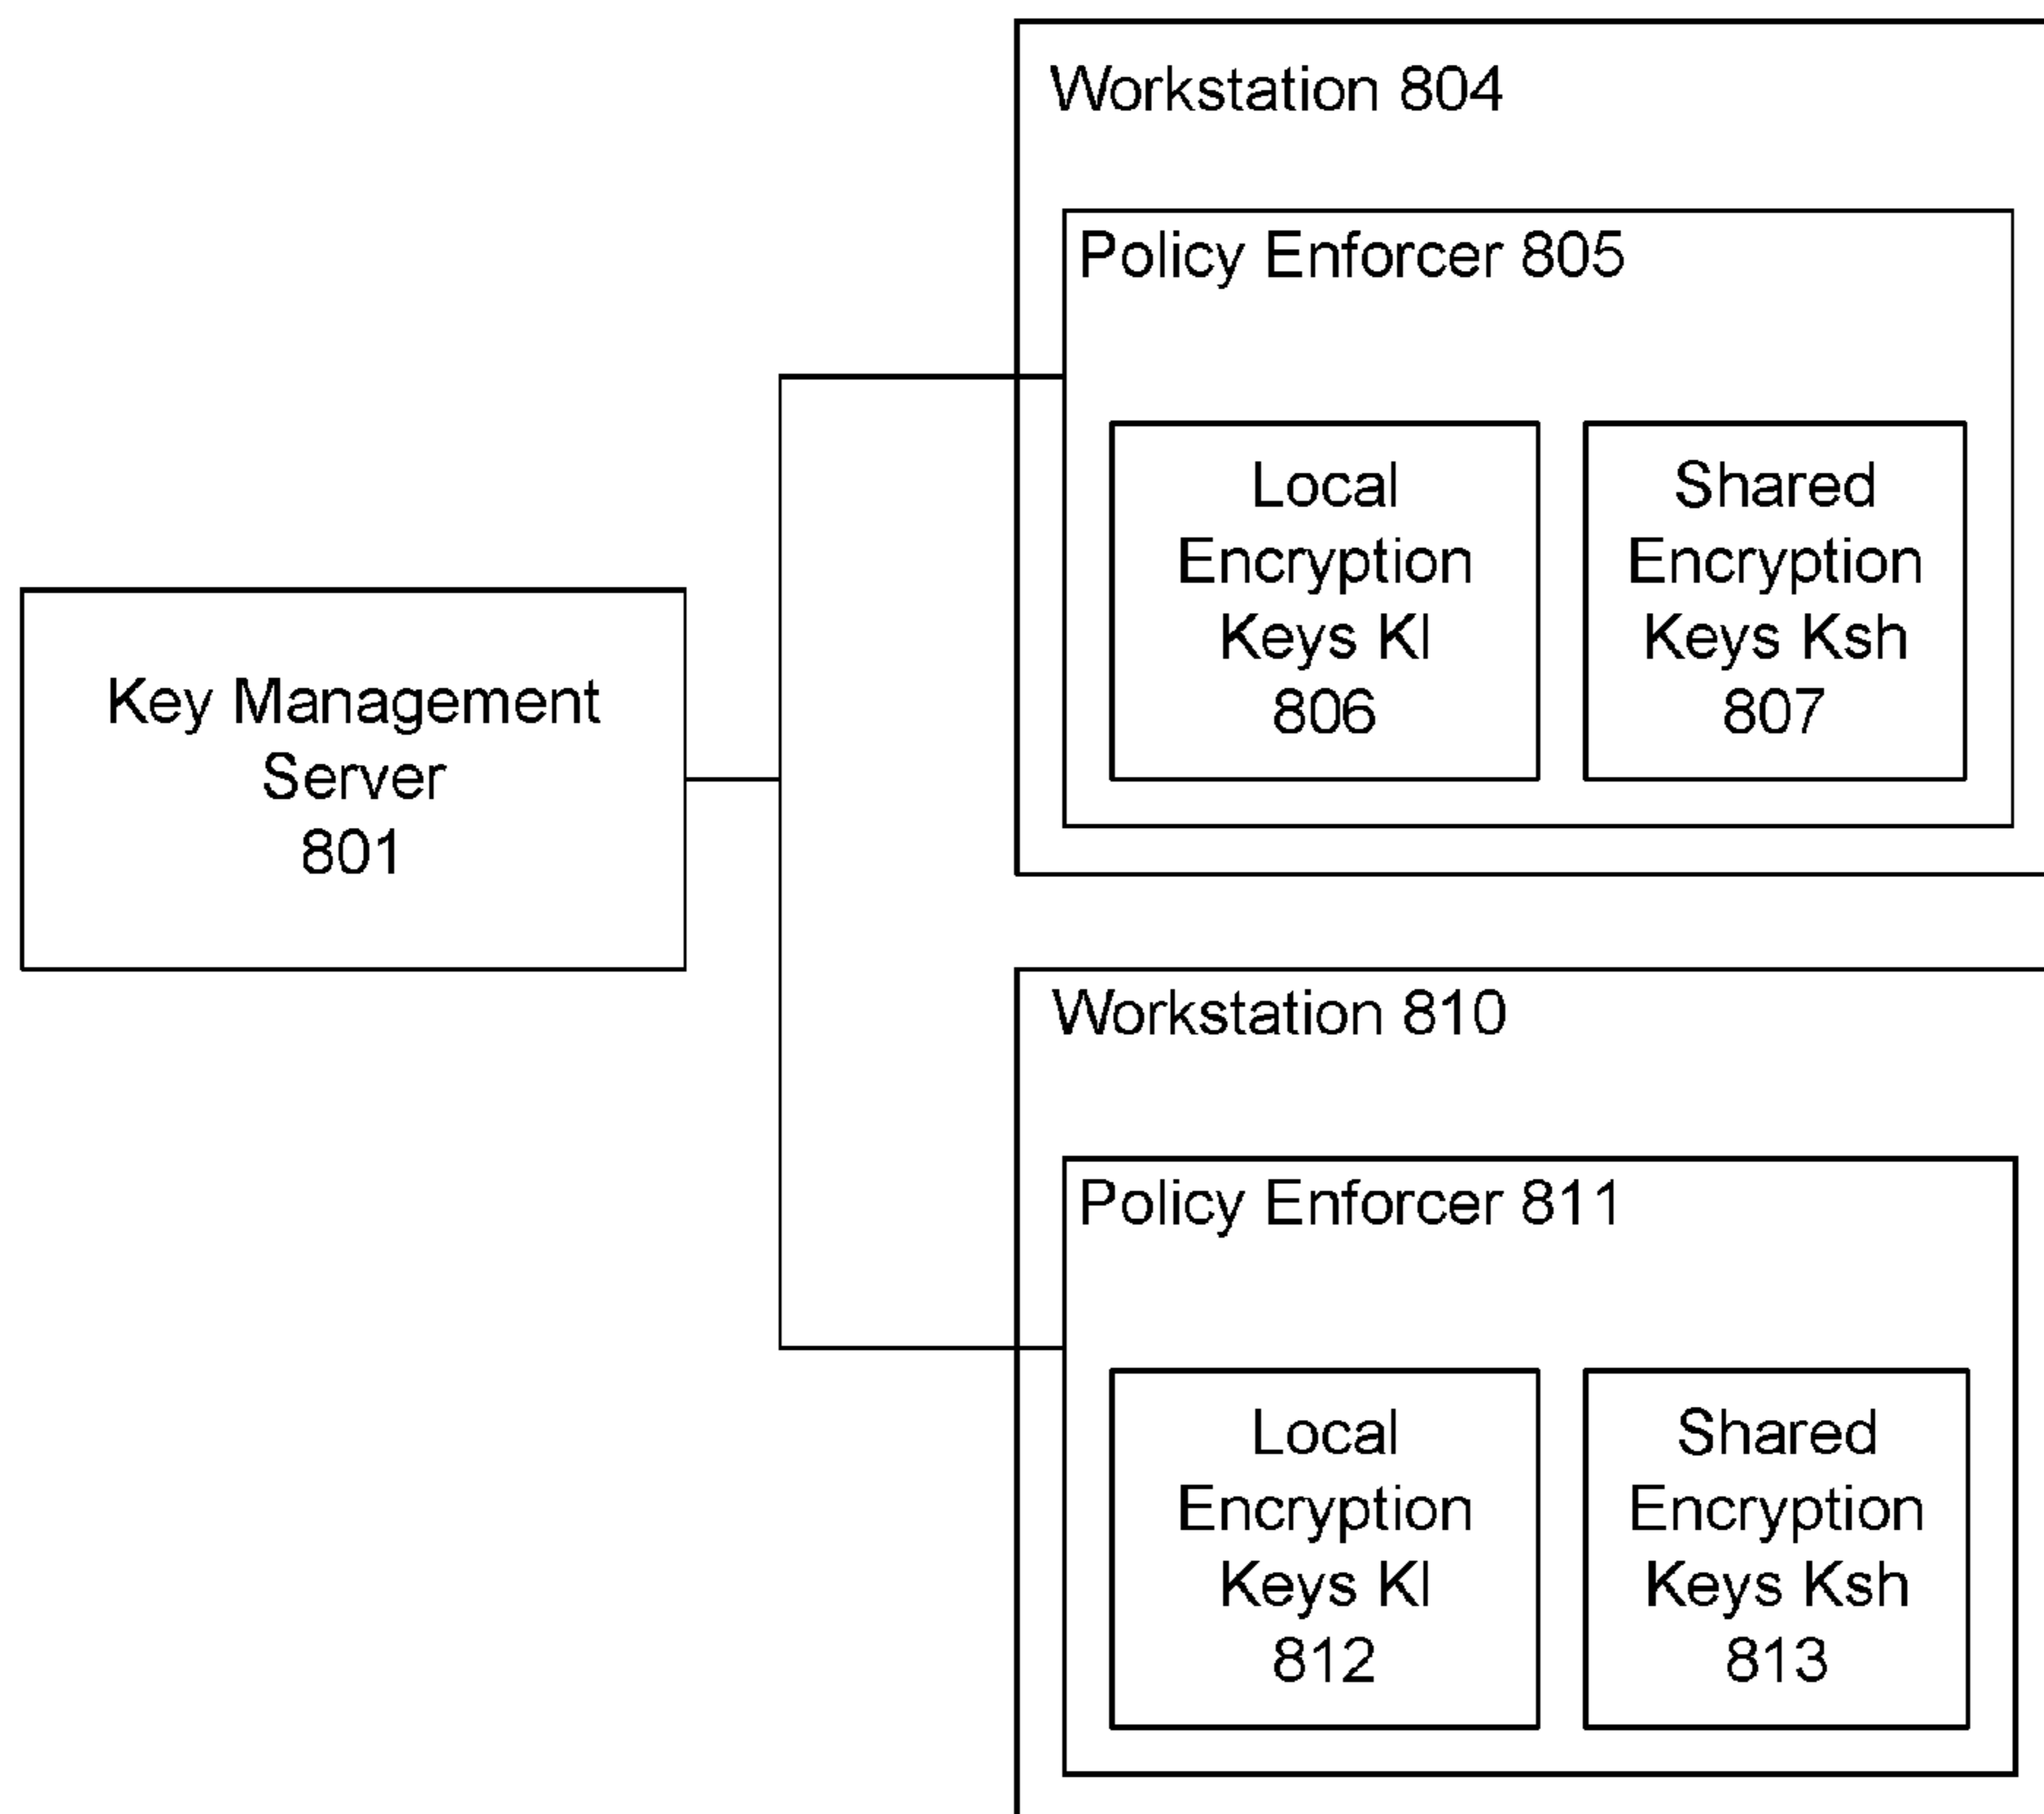 Workstation 804
Policy Enforcer 805
Local
Encryption
Keys Kl
806
Shared
Encryption
Keys Ksh
807
Key Management
Server
801
Workstation 810
Policy Enforcer 811
Local
Encryption
Keys Kl
812
Shared
Encryption
Keys Ksh
813